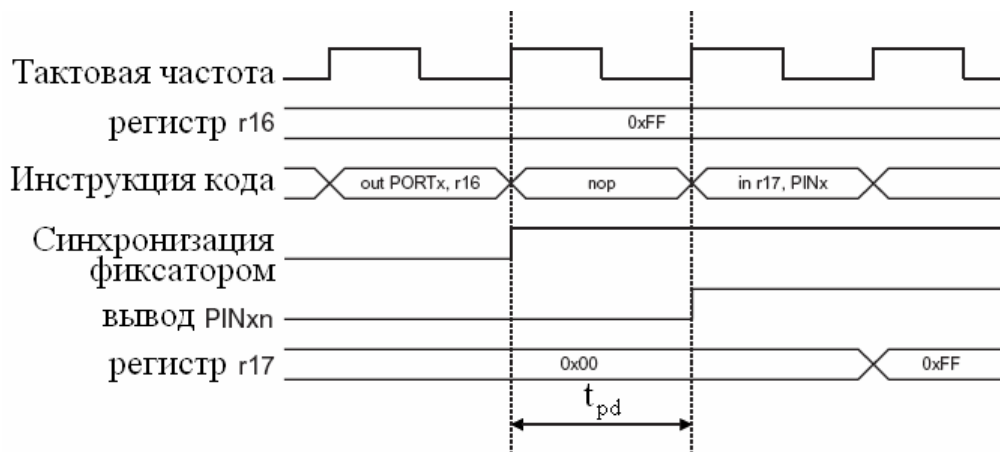 Тактовая частота
регистр r16
0xFF
Инструкция кода
out PORTx, r16
nop
in r17, PINx
Синхронизация
фиксатором
вывод PINxn
регистр r17
0x00
0xFF
tpd